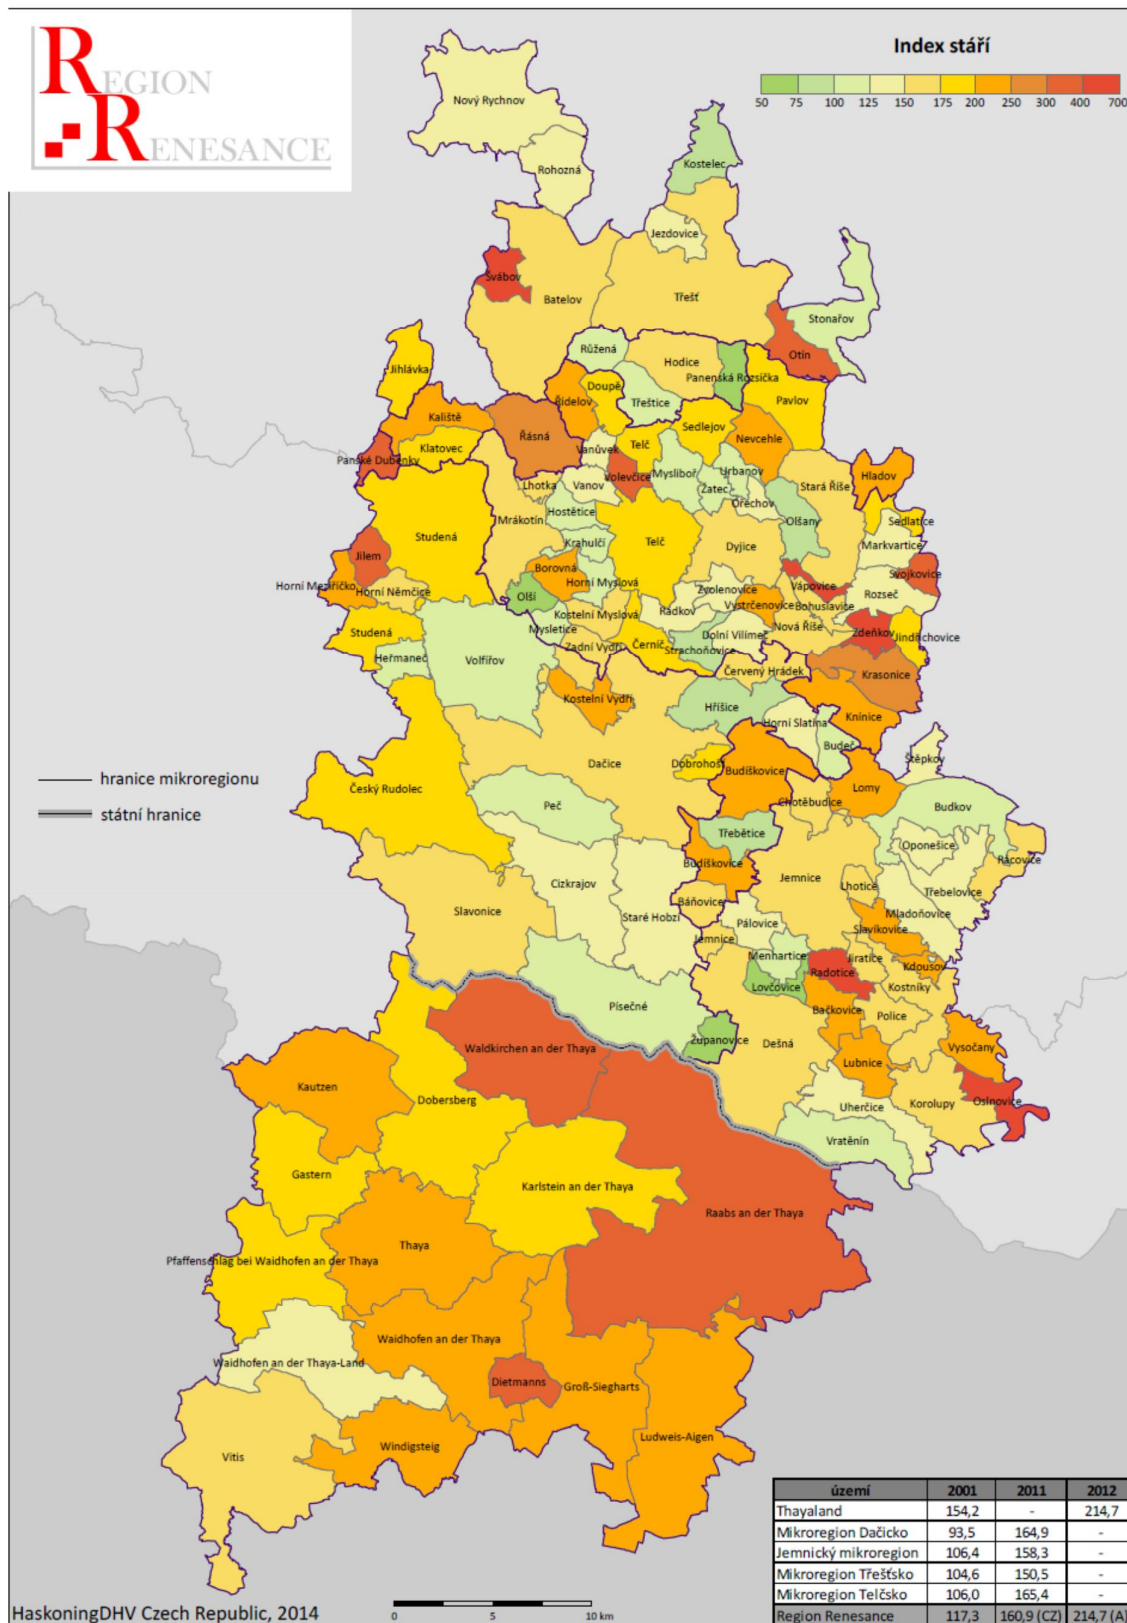 REGION
RENESANCE
Index stáří
50 75 100 125 150 175 200 250 300 400 700
Nový Rychnov
Rohozná
Kostelec
Jezdovice
Švábov
Batelov
Třešť
Stonařov
Otín
Růžená
Hodice
Jihlávka
Doupě
Panenská Rozsíčka
Řídelov
Třeštice
Pavlov
Kaliště
Sedlejov
Řásná
Nevcehle
Klatovec
Telč
Vanůvek
Panské Dubenky
Volevčice
Mysliboř
Urbanov
Stará Říše
Hladov
Lhotka
Vanov
Žatec
Ořechov
Hostětice
Mrákotín
Olšany
Sedlatice
Studená
Krahulčí
Telč
Dyjice
Markvartice
Jilem
Borovná
Svojkovice
Horní Meziříčko
Horní Myslová
Vápovice
Zvolenovice
Horní Němčice
Olší
Rozseč
Vystrčenovice
Bohuslavice
Kostelní Myslová
Radkov
Studená
Mysletice
Nová Říše
Zdeňkov
Dolní Vilímeč
Jindřichovice
Zadní Vydří
Černíč
Strachoňovice
Heřmaneč
Volfířov
Červený Hrádek
Krasonice
Kostelní Vydří
Hříšice
Knínice
Horní Slatina
Budeč
Štěpkov
Dačice
Dobrohošť
Budíškovice
hranice mikroregionu
Český Rudolec
Lomy
Chotěbudice
Peč
Budkov
státní hranice
Třebětice
Oponešice
Budíškovice
Rácovice
Cizkrajov
Jemnice
Lhotice
Třebelovice
Báňovice
Slavonice
Staré Hobzí
Mladoňovice
Pálovice
Slavíkovice
Jemnice
Menhartice
Jiratice
Radotice
Kdousov
Lovčovice
Kostníky
Písečné
Bačkovice
Police
Županovice
Dešná
Waldkirchen an der Thaya
Vysočany
Lubnice
Kautzen
Dobersberg
Oslnovice
Uherčice
Korolupy
Vratěnín
Gastern
Karlstein an der Thaya
Raabs an der Thaya
Thaya
Pfaffenschlag bei Waidhofen an der Thaya
Waidhofen an der Thaya
Waidhofen an der Thaya-Land
Dietmanns
Groß-Siegharts
Ludweis-Aigen
Windigsteig
Vitis
území 2001 2011 2012
Thayaland 154,2 - 214,7
Mikroregion Dačicko 93,5 164,9 -
Jemnický mikroregion 106,4 158,3 -
Mikroregion Třešťsko 104,6 150,5 -
Mikroregion Telčsko 106,0 165,4 -
Region Renesance 117,3 160,9 (CZ) 214,7 (A)
HaskoningDHV Czech Republic, 2014
0 5 10 km